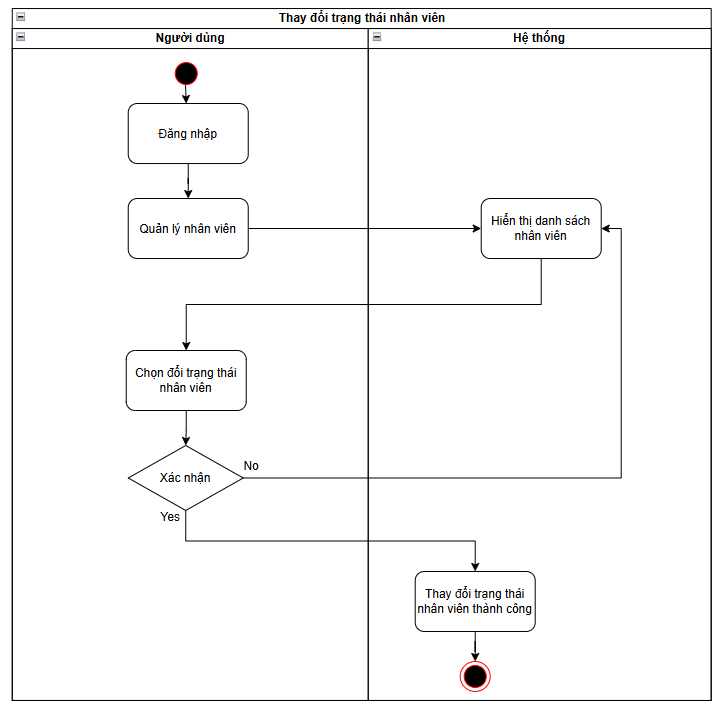 Thay đổi trạng thái nhân viên
Người dùng
Hệ thống
Đăng nhập
Quản lý nhân viên
Hiển thị danh sách
nhân viên
Chọn đổi trạng thái
nhân viên
Xác nhận
No
Yes
Thay đổi trạng thái
nhân viên thành công